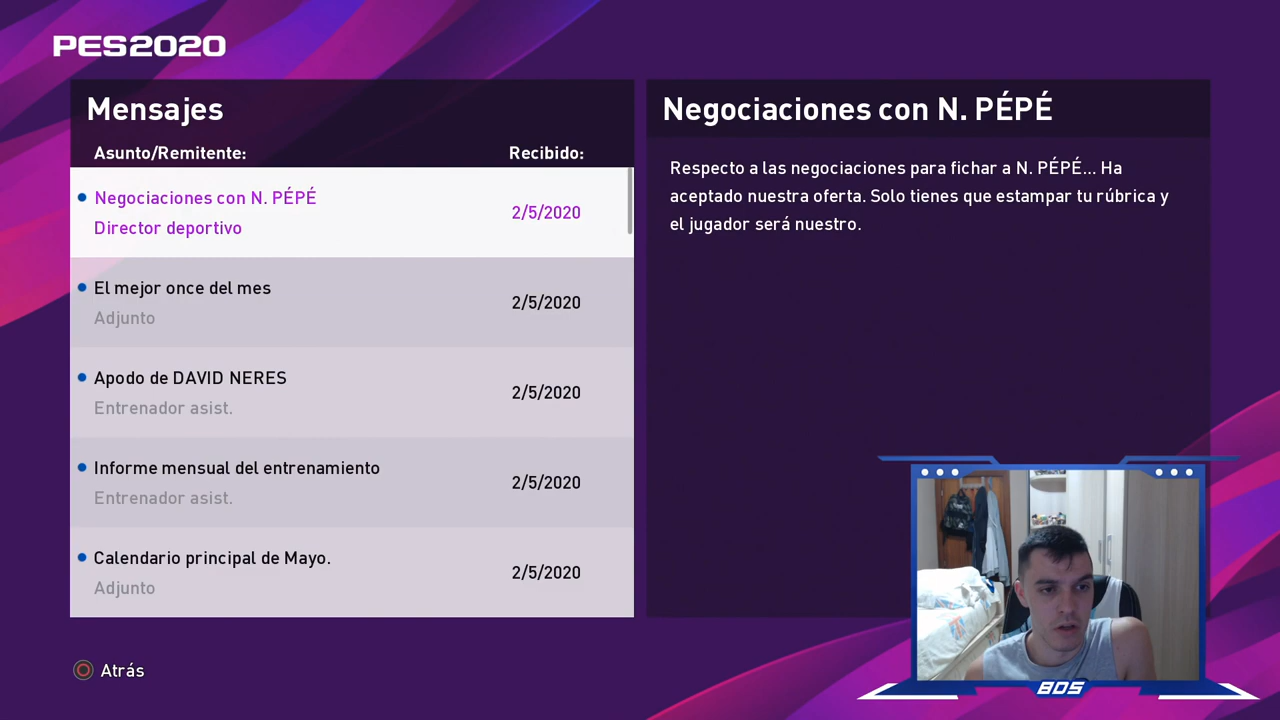 PES2020
Mensajes
Asunto/Remitente: Recibido:
Negociaciones con N. PÉPÉ
Director deportivo
2/5/2020
El mejor once del mes
Adjunto
2/5/2020
Apodo de DAVID NERES
Entrenador asist.
2/5/2020
Informe mensual del entrenamiento
Entrenador asist.
2/5/2020
Calendario principal de Mayo.
Adjunto
2/5/2020
Negociaciones con N. PÉPÉ
Respecto a las negociaciones para fichar a N. PÉPÉ... Ha
aceptado nuestra oferta. Solo tienes que estampar tu rúbrica y
el jugador será nuestro.
Atrás
BDS